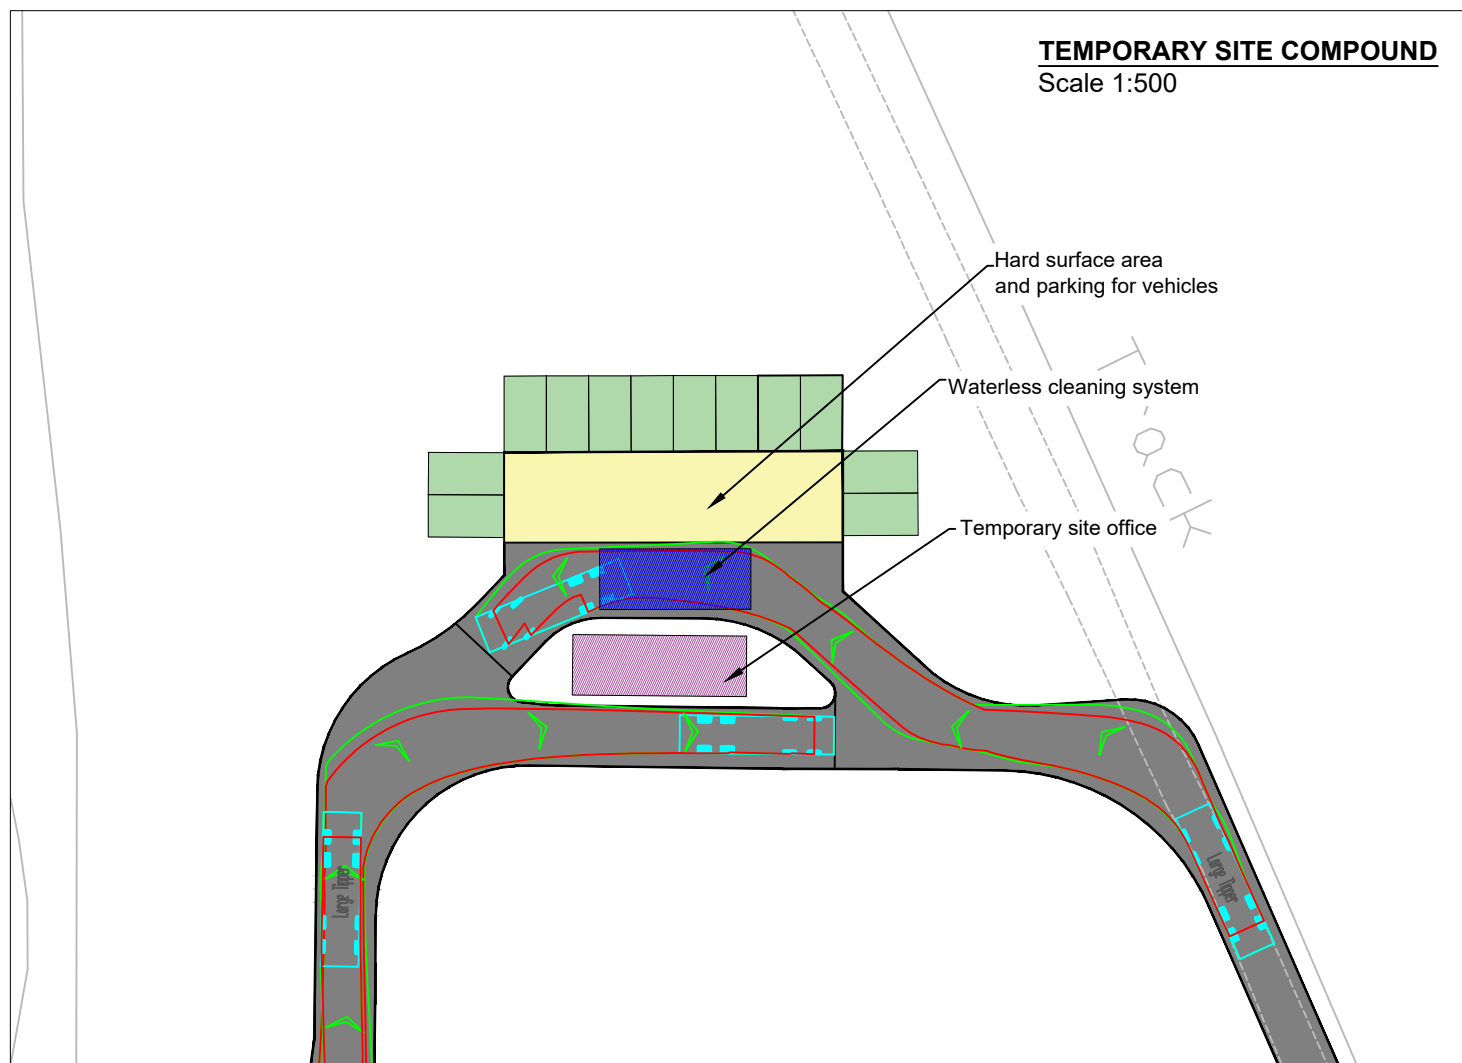 TEMPORARY SITE COMPOUND
Scale 1:500
Hard surface area
and parking for vehicles
Waterless cleaning system
Track
Temporary site office
Large Tipper
Large Tipper